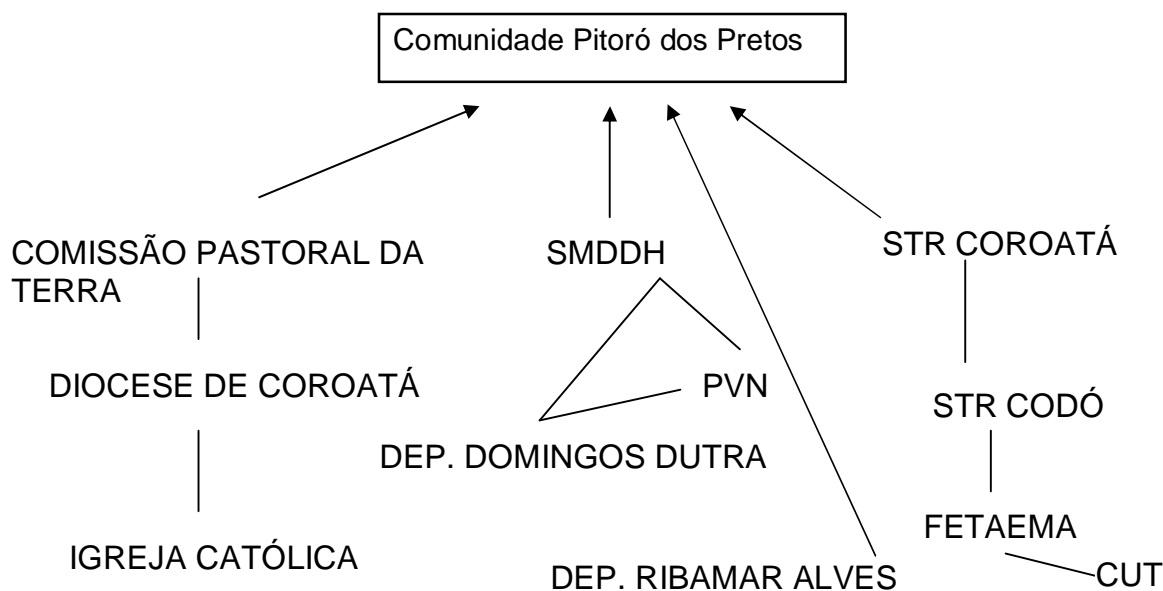 Comunidade Pitoró dos Pretos
COMISSÃO PASTORAL DA
TERRA
SMDDH
STR COROATÁ
DIOCESE DE COROATÁ
PVN
STR CODÓ
DEP. DOMINGOS DUTRA
FETAEMA
IGREJA CATÓLICA
DEP. RIBAMAR ALVES
CUT